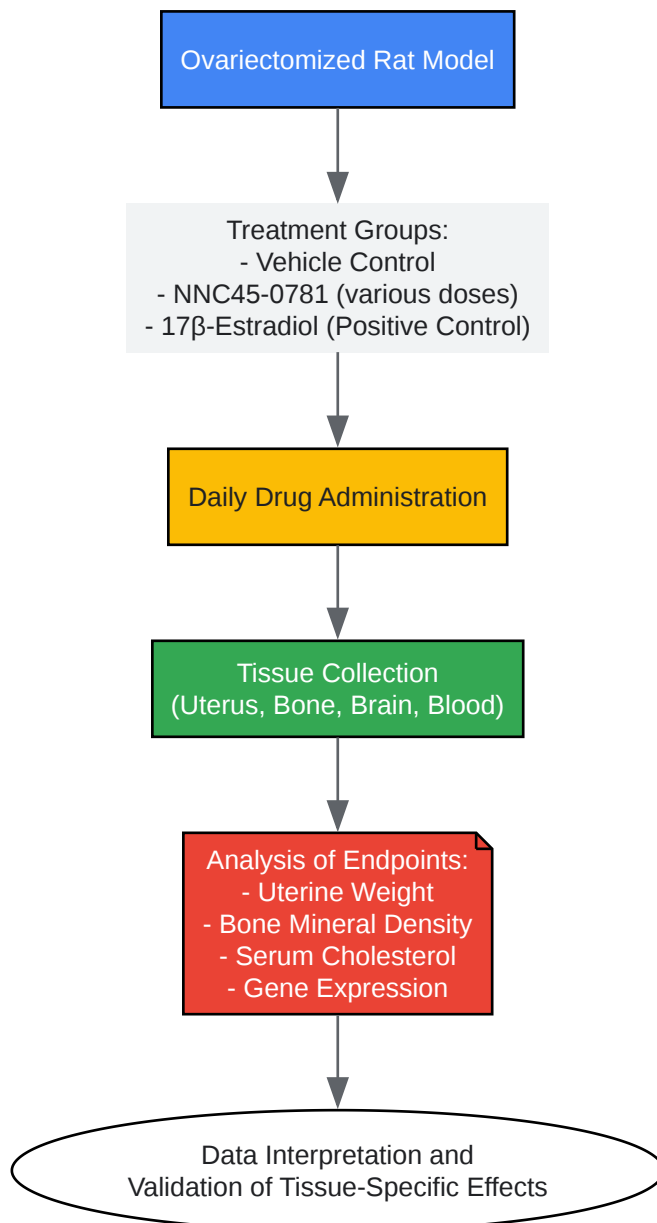 Ovariectomized Rat Model
Treatment Groups:
- Vehicle Control
- NNC45-0781 (various doses)
- 17β-Estradiol (Positive Control)
Daily Drug Administration
Tissue Collection
(Uterus, Bone, Brain, Blood)
Analysis of Endpoints:
- Uterine Weight
- Bone Mineral Density
- Serum Cholesterol
- Gene Expression
Data Interpretation and
Validation of Tissue-Specific Effects